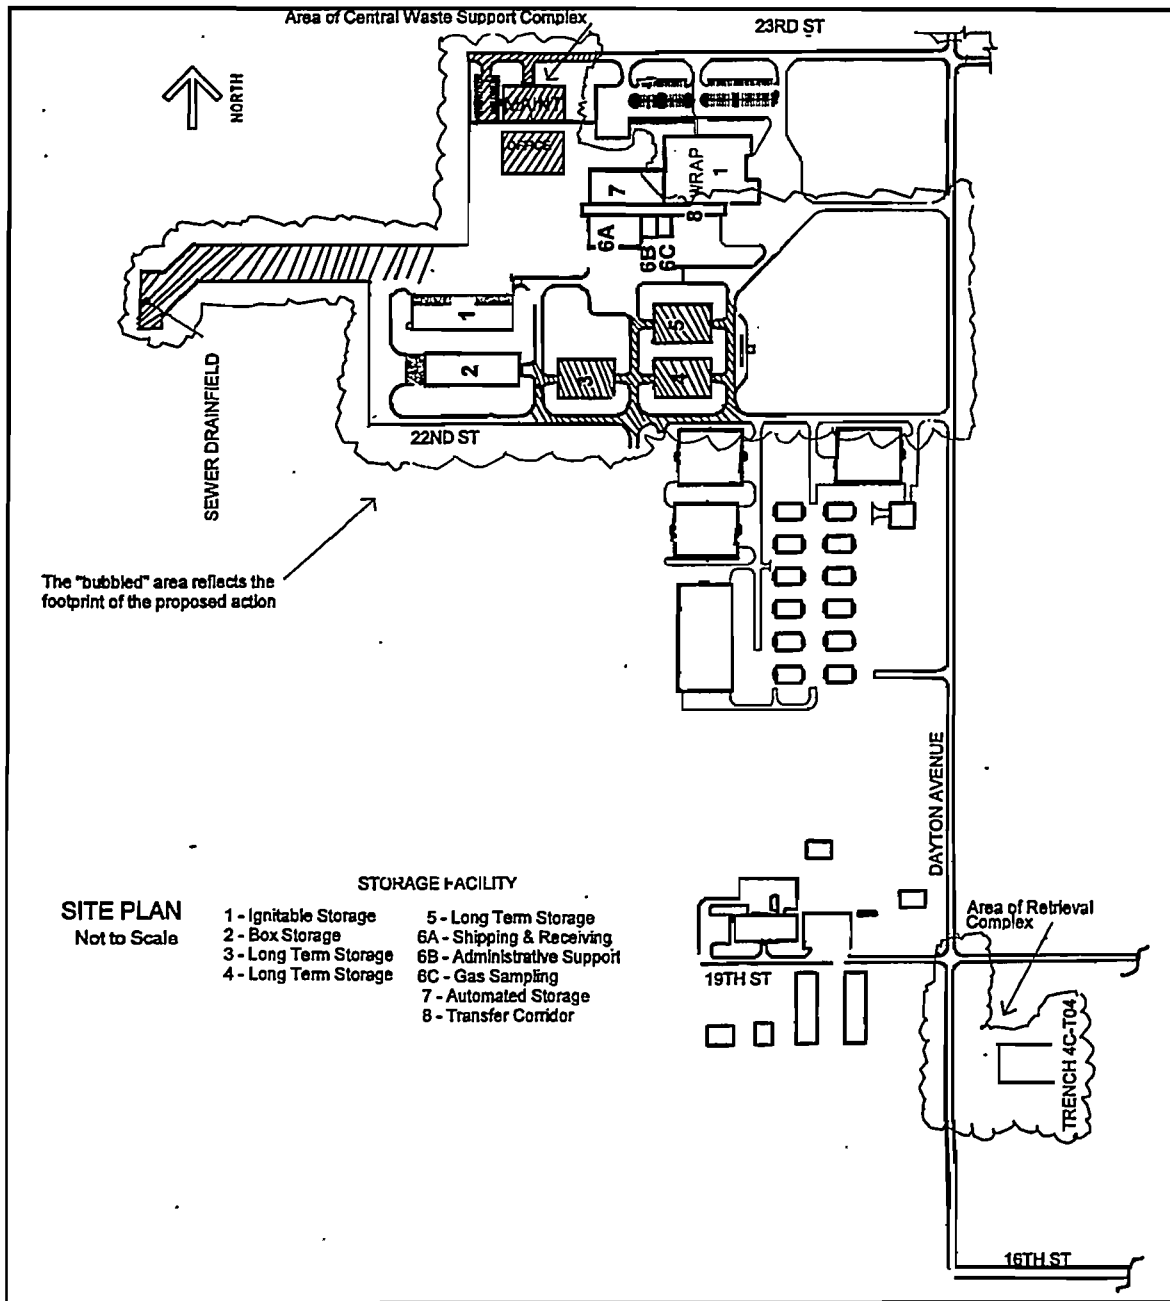 Area of Central Waste Support Complex
23RD ST
NORTH
MAINT
OFFICE
WRAP
1
7
8
6A
6B
6C
1
5
2
3
4
22ND ST
SEWER DRAINFIELD
The "bubbled" area reflects the
footprint of the proposed action
DAYTON AVENUE
SITE PLAN
Not to Scale
STORAGE FACILITY
1 - Ignitable Storage
2 - Box Storage
3 - Long Term Storage
4 - Long Term Storage
5 - Long Term Storage
6A - Shipping & Receiving
6B - Administrative Support
6C - Gas Sampling
7 - Automated Storage
8 - Transfer Corridor
Area of Retrieval
Complex
19TH ST
TRENCH 4C-T04
16TH ST